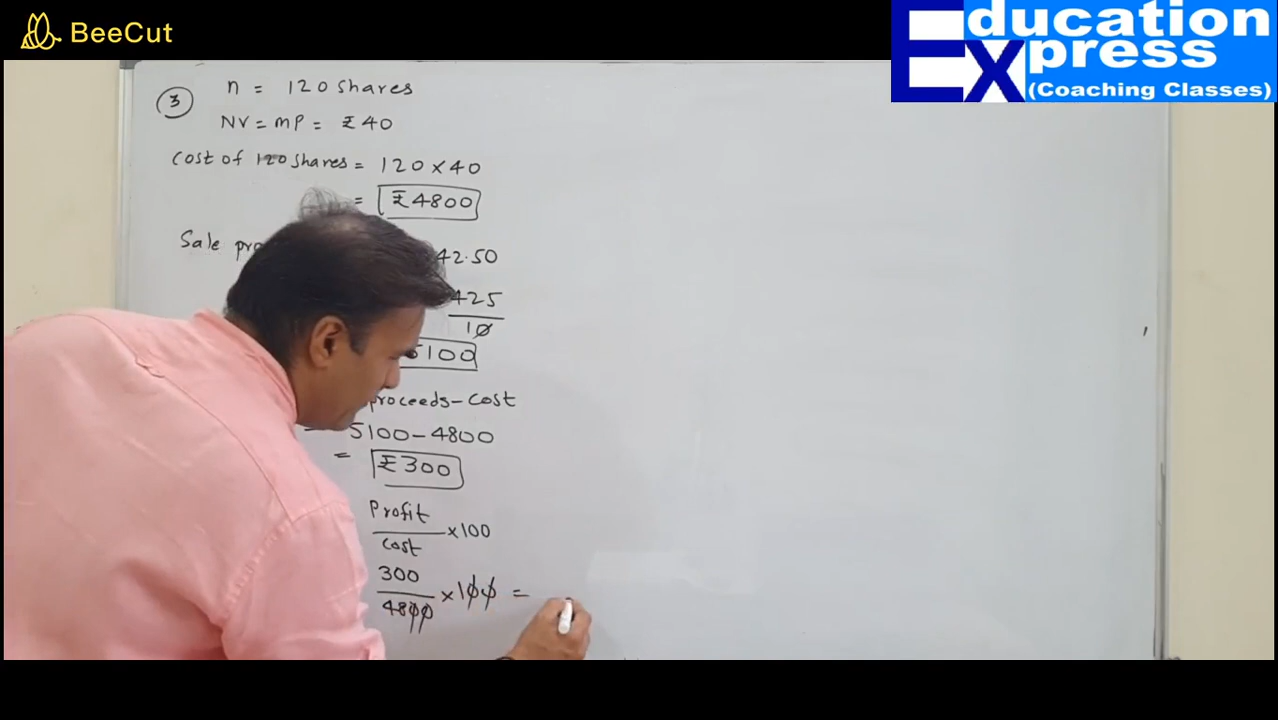 BeeCut
Education
Express
(Coaching Classes)
3
n = 120 shares
NV = MP = ₹40
Cost of 120 shares = 120 × 40
= ₹4800
Sale 42.50
425
10
5100
proceeds - cost
= 5100 - 4800
= ₹300
Profit
cost × 100
300
4800 × 100 =